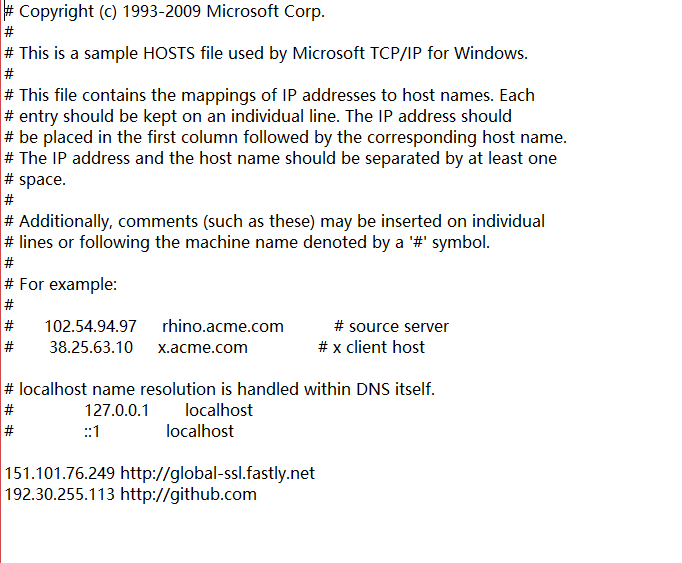 # Copyright (c) 1993-2009 Microsoft Corp.
#
# This is a sample HOSTS file used by Microsoft TCP/IP for Windows.
#
# This file contains the mappings of IP addresses to host names. Each
# entry should be kept on an individual line. The IP address should
# be placed in the first column followed by the corresponding host name.
# The IP address and the host name should be separated by at least one
# space.
#
# Additionally, comments (such as these) may be inserted on individual
# lines or following the machine name denoted by a '#' symbol.
#
# For example:
#
#      102.54.94.97     rhino.acme.com          # source server
#       38.25.63.10     x.acme.com              # x client host
# localhost name resolution is handled within DNS itself.
#              127.0.0.1       localhost
#              ::1             localhost
151.101.76.249 http://global-ssl.fastly.net
192.30.255.113 http://github.com